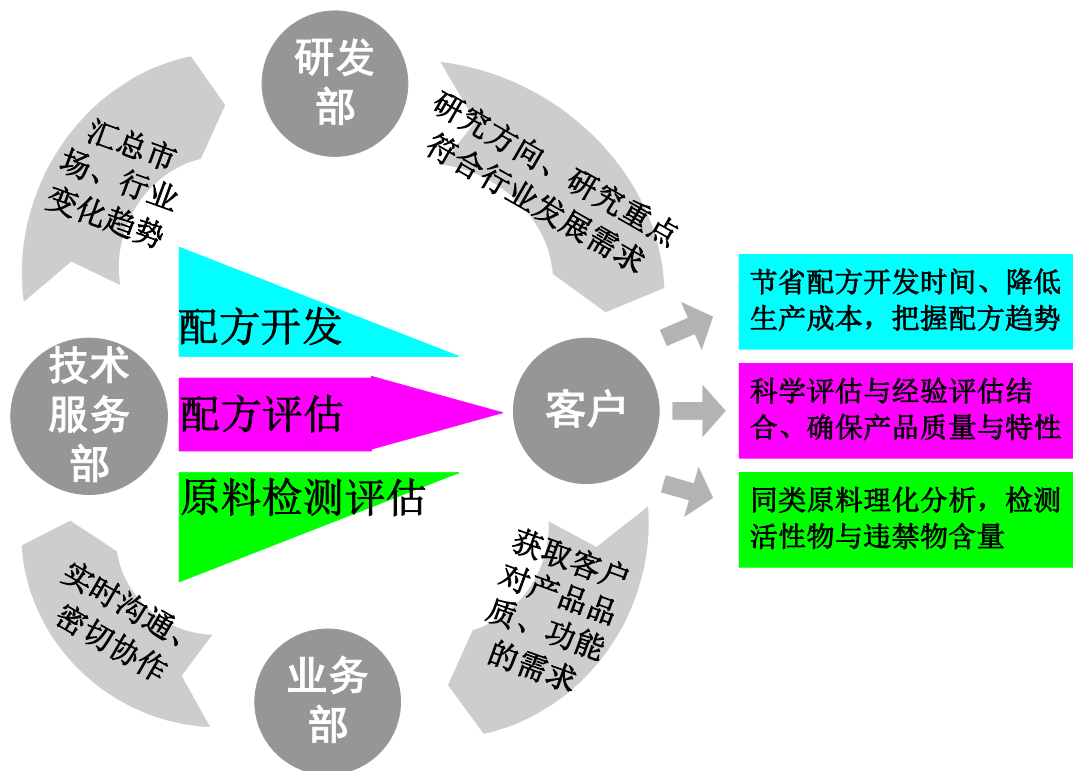 研发
部
汇总市
场、行业
变化趋势
研究方向、研究重点
符合行业发展需求
配方开发
节省配方开发时间、降低
生产成本，把握配方趋势
技术
服务
部
配方评估
客户
科学评估与经验评估结
合、确保产品质量与特性
原料检测评估
同类原料理化分析，检测
活性物与违禁物含量
实时沟通、
密切协作
获取客户
对产品品
质、功能
的需求
业务
部